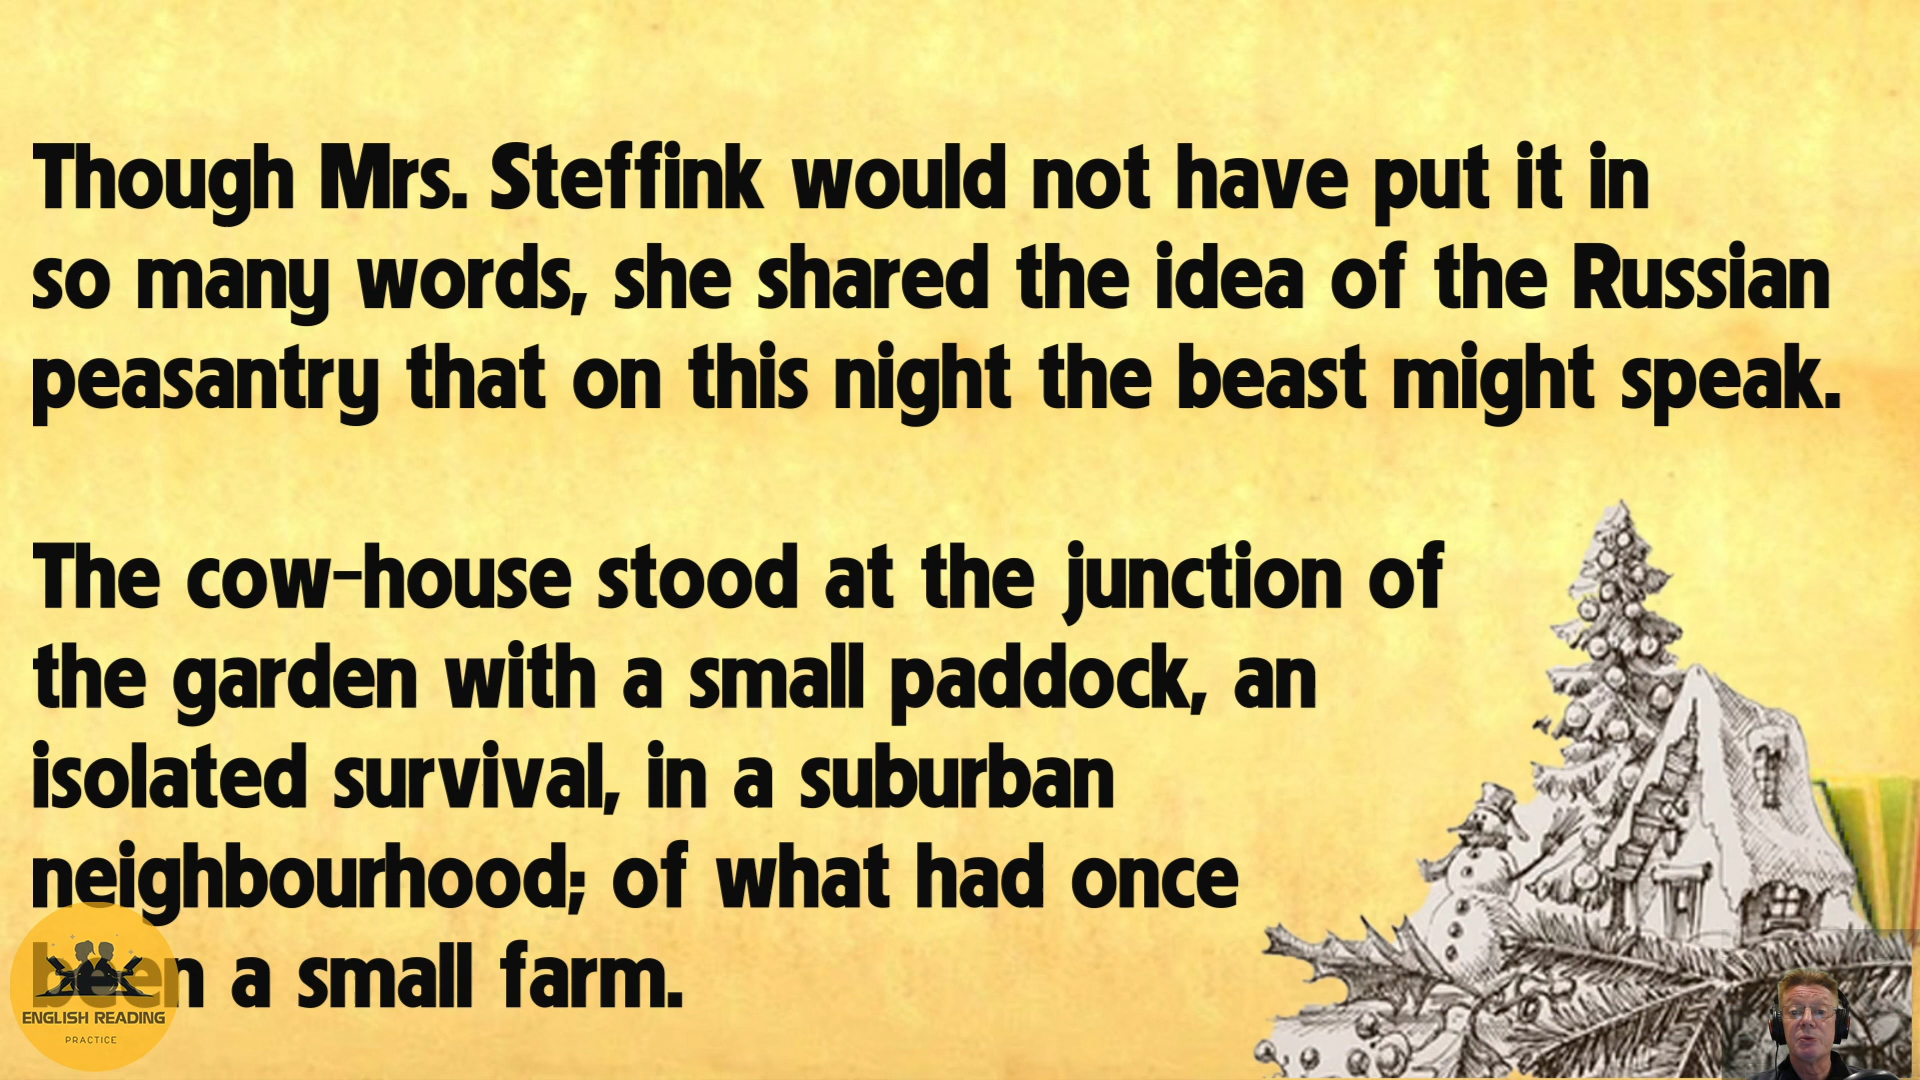 Though Mrs. Steffink would not have put it in
so many words, she shared the idea of the Russian
peasantry that on this night the beast might speak.
The cow-house stood at the junction of
the garden with a small paddock, an
isolated survival, in a suburban
neighbourhood; of what had once
been a small farm.
ENGLISH READING
PRACTICE